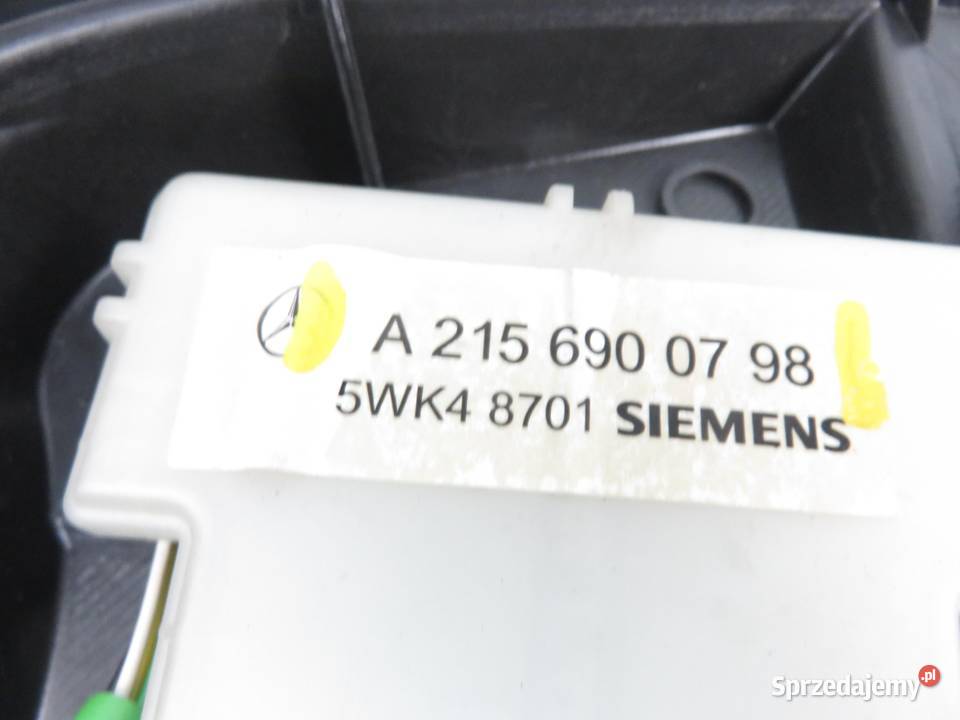 A 215 690 07 98
5WK4 8701 SIEMENS
Sprzedajemy.pl